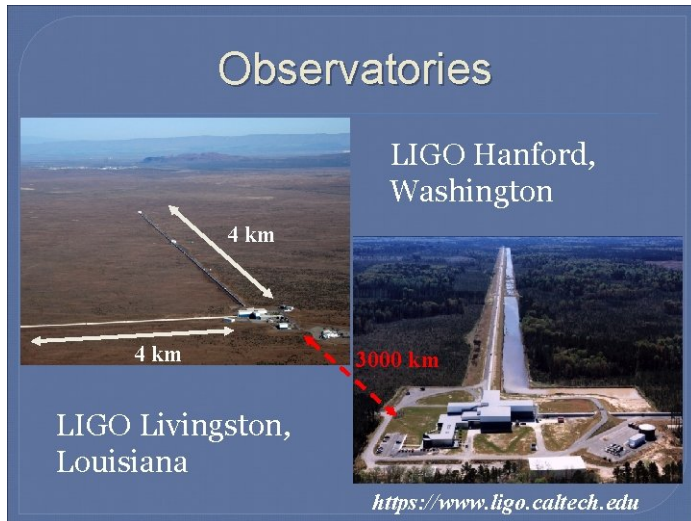 Observatories
LIGO Hanford,
Washington
4 km
4 km
3000 km
LIGO Livingston,
Louisiana
https://www.ligo.caltech.edu